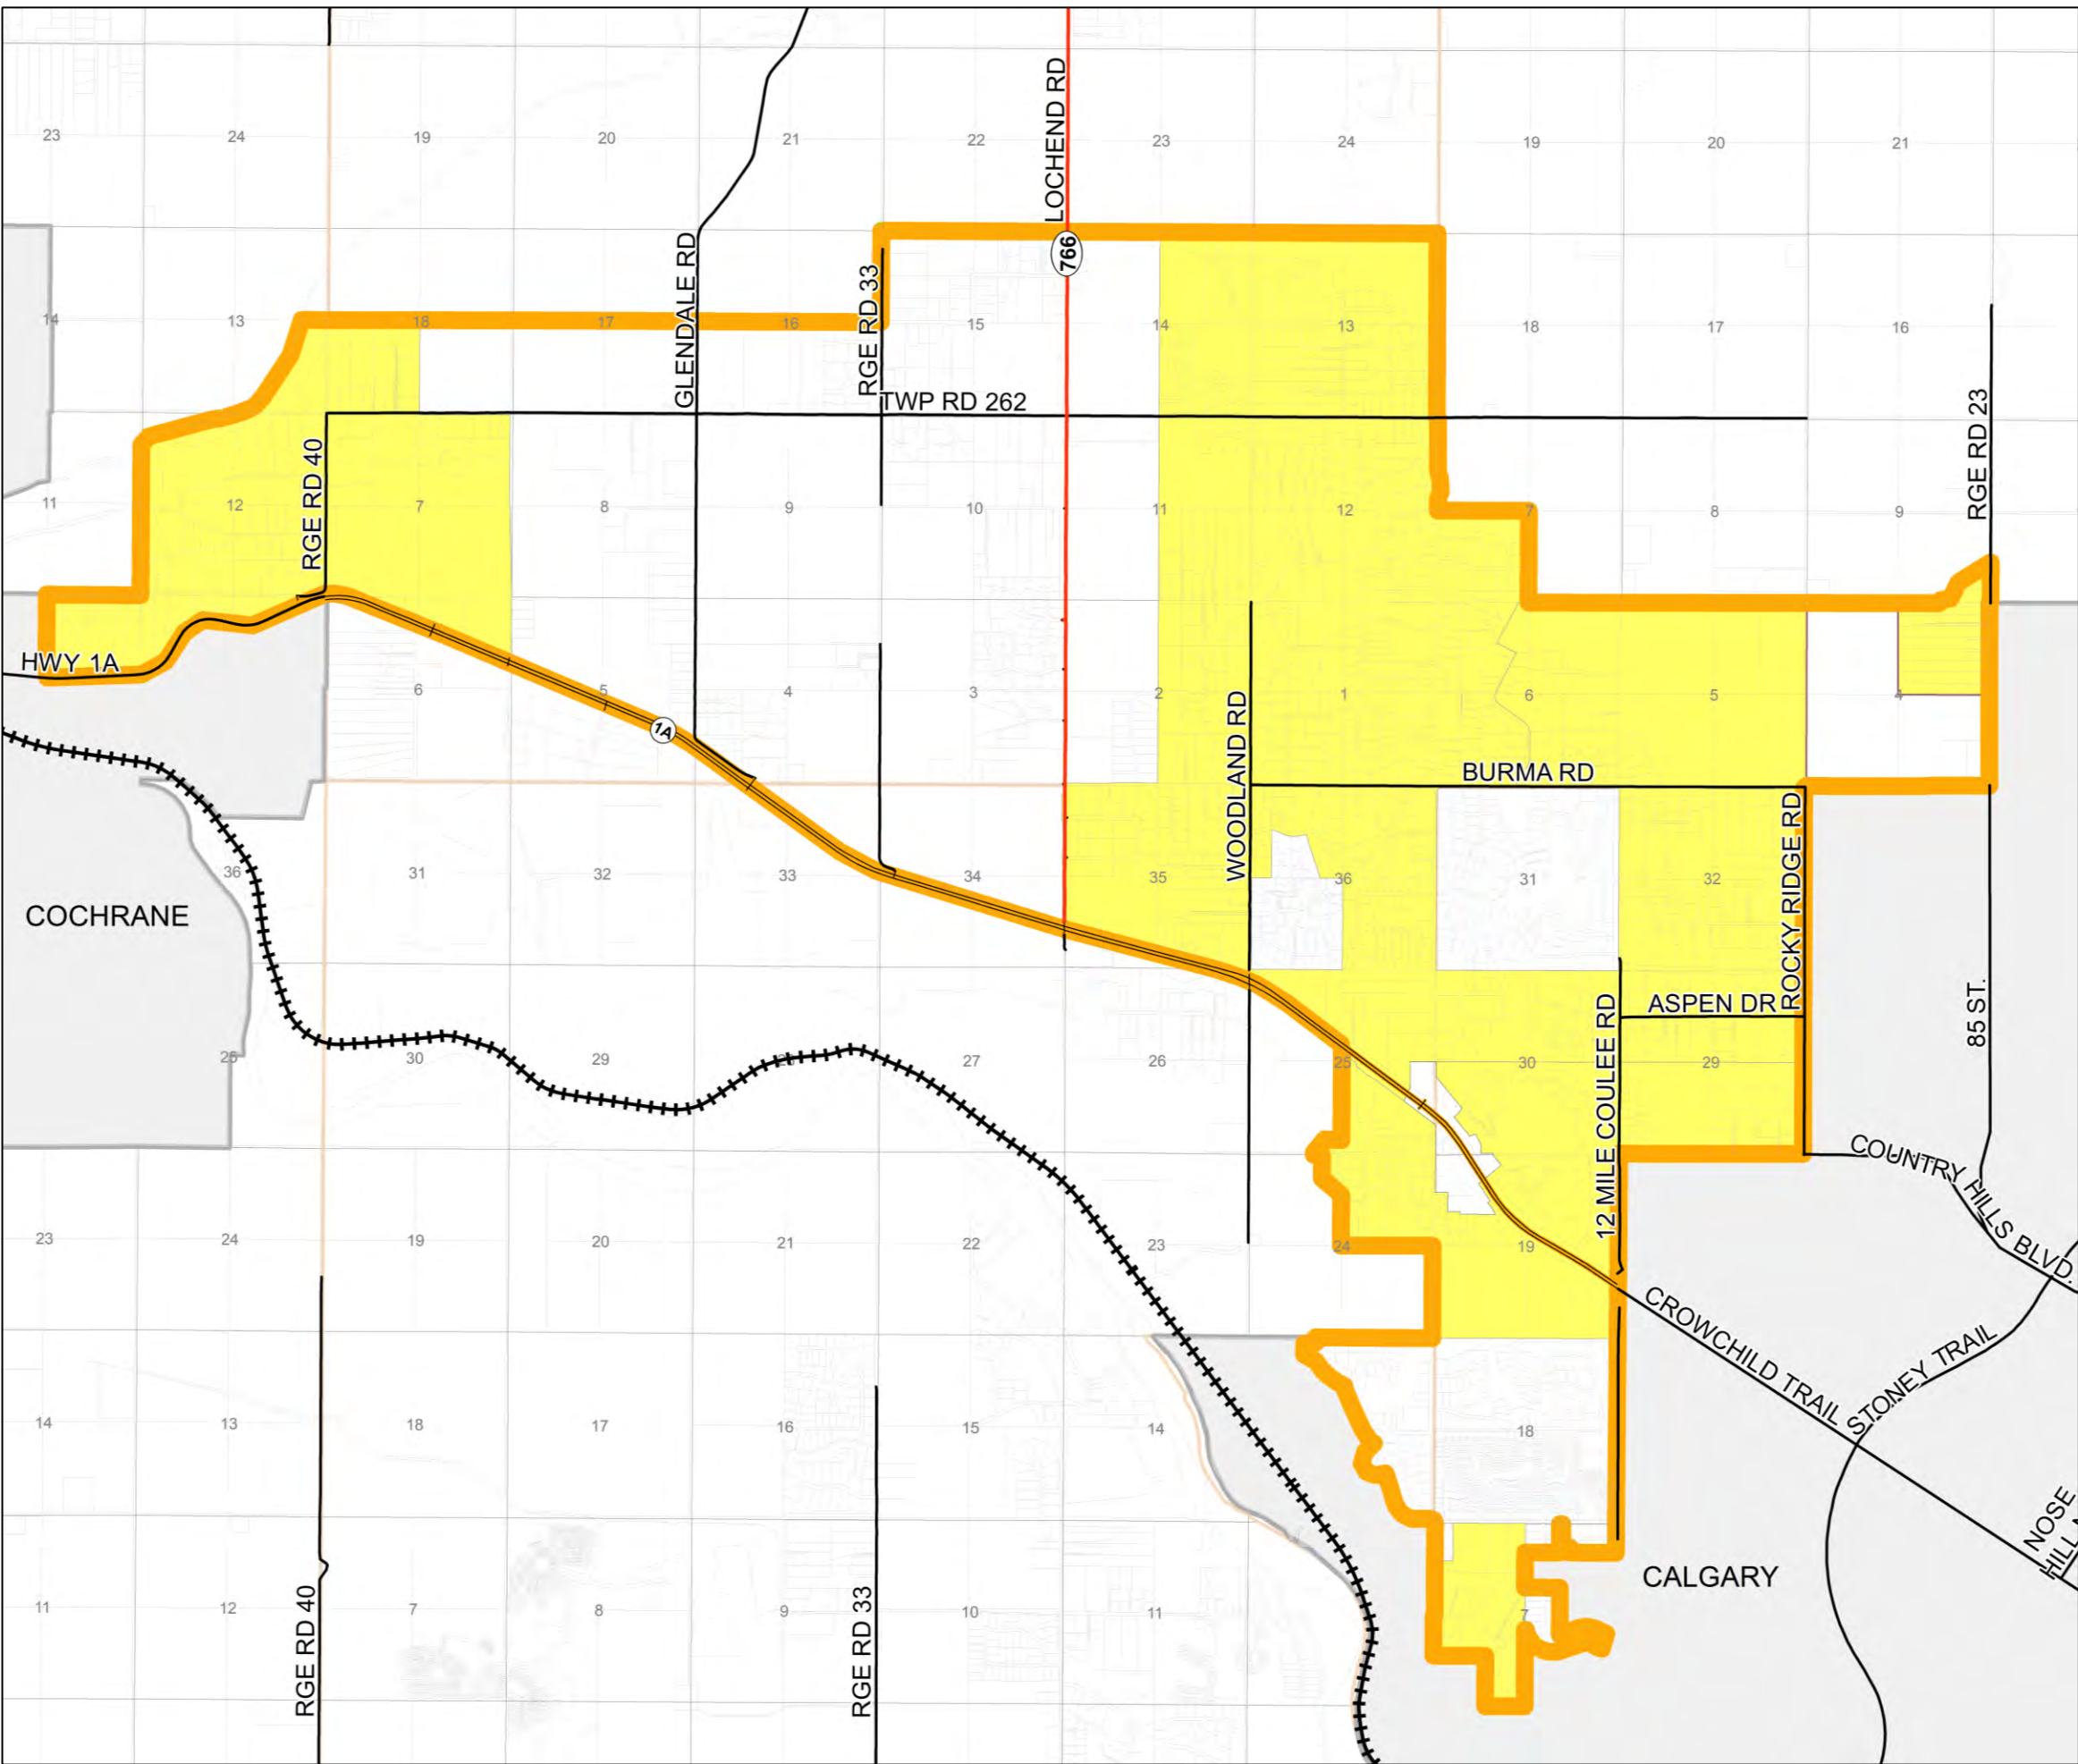 LOCHEND RD
23 24 19 20 21 22 23 24 19 20 21
GLENDALE RD
766
RGE RD 33
14 13 18 17 16 15 14 13 18 17 16
TWP RD 262
RGE RD 23
RGE RD 40
11 12 7 8 9 10 11 12 7 8 9
HWY 1A
6 5 4 3 2 1 6 5 4
1A
WOODLAND RD
BURMA RD
ROCKY RIDGE RD
36 31 32 33 34 35 36 31 32
COCHRANE
ASPEN DR
12 MILE COULEE RD
85 ST.
25 30 29 28 27 26 25 30 29
COUNTRY HILLS BLVD.
23 24 19 20 21 22 23 24 19
CROWCHILD TRAIL
STONEY TRAIL
14 13 18 17 16 15 14 18
NOSE
CALGARY
11 12 7 8 9 10 11 7
RGE RD 40
RGE RD 33